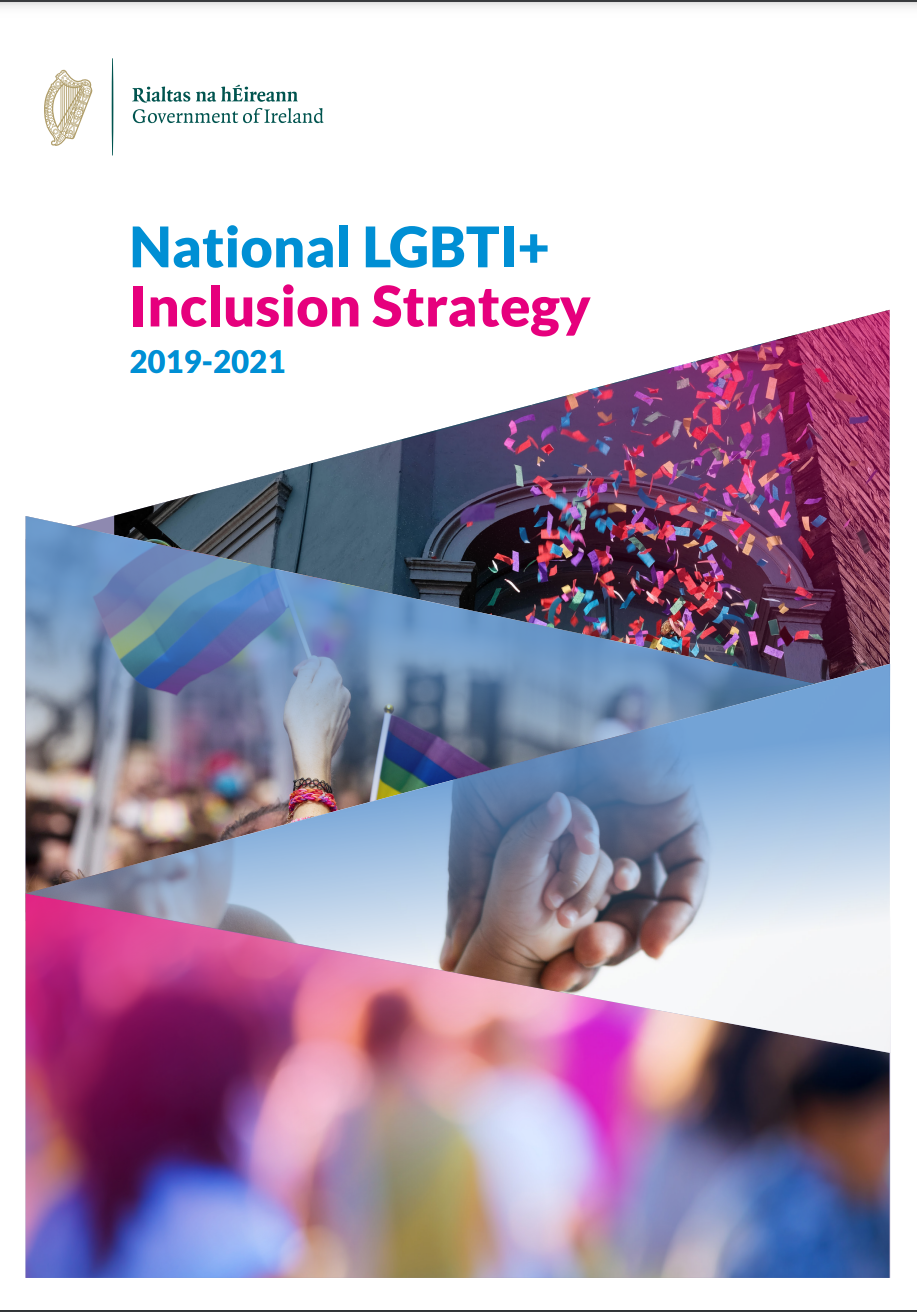 Rialtas na hÉireann
Government of Ireland
National LGBTI+
Inclusion Strategy
2019-2021